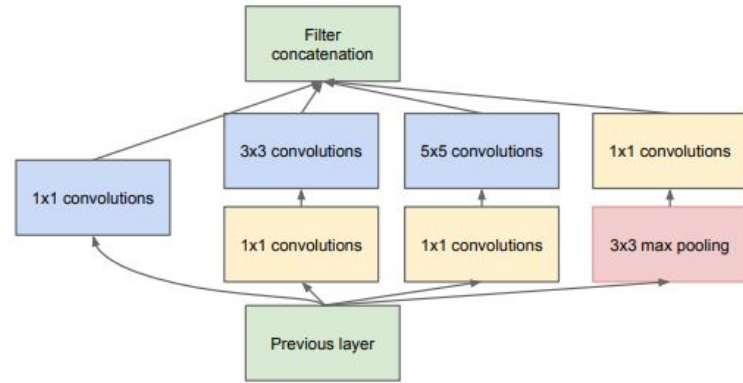 Filter
concatenation
3x3 convolutions
5x5 convolutions
1x1 convolutions
1x1 convolutions
1x1 convolutions
1x1 convolutions
3x3 max pooling
Previous layer